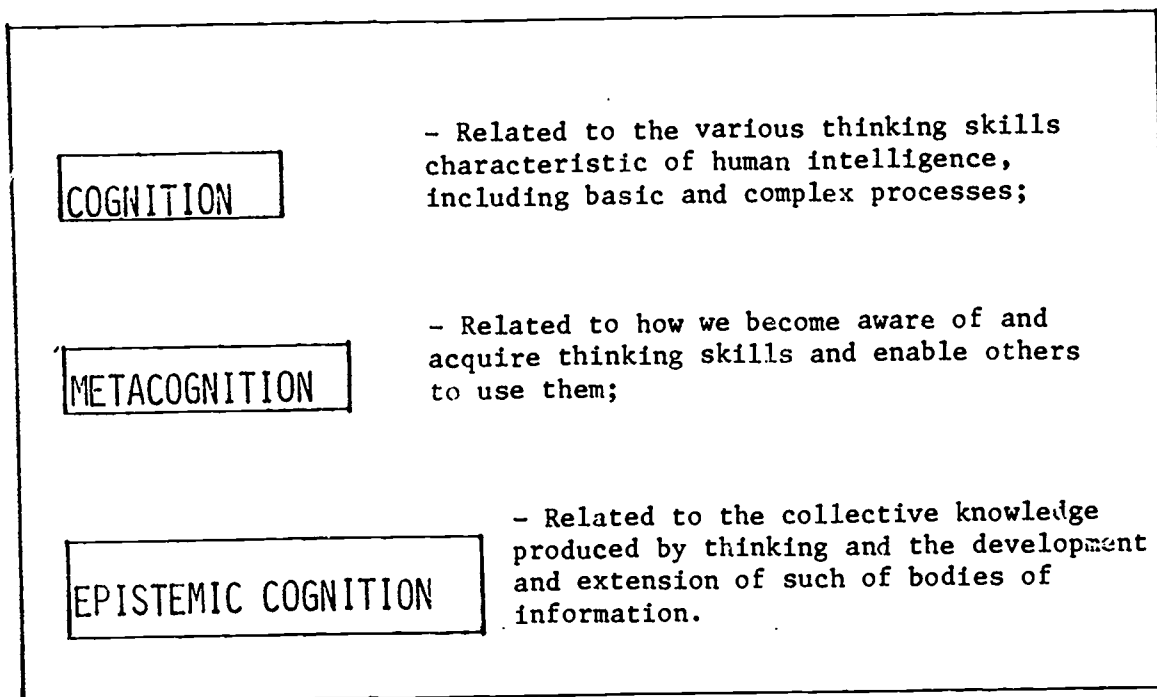 - Related to the various thinking skills
characteristic of human intelligence,
including basic and complex processes;
COGNITION
- Related to how we become aware of and
acquire thinking skills and enable others
to use them;
METACOGNITION
- Related to the collective knowledge
produced by thinking and the development
and extension of such of bodies of
information.
EPISTEMIC COGNITION